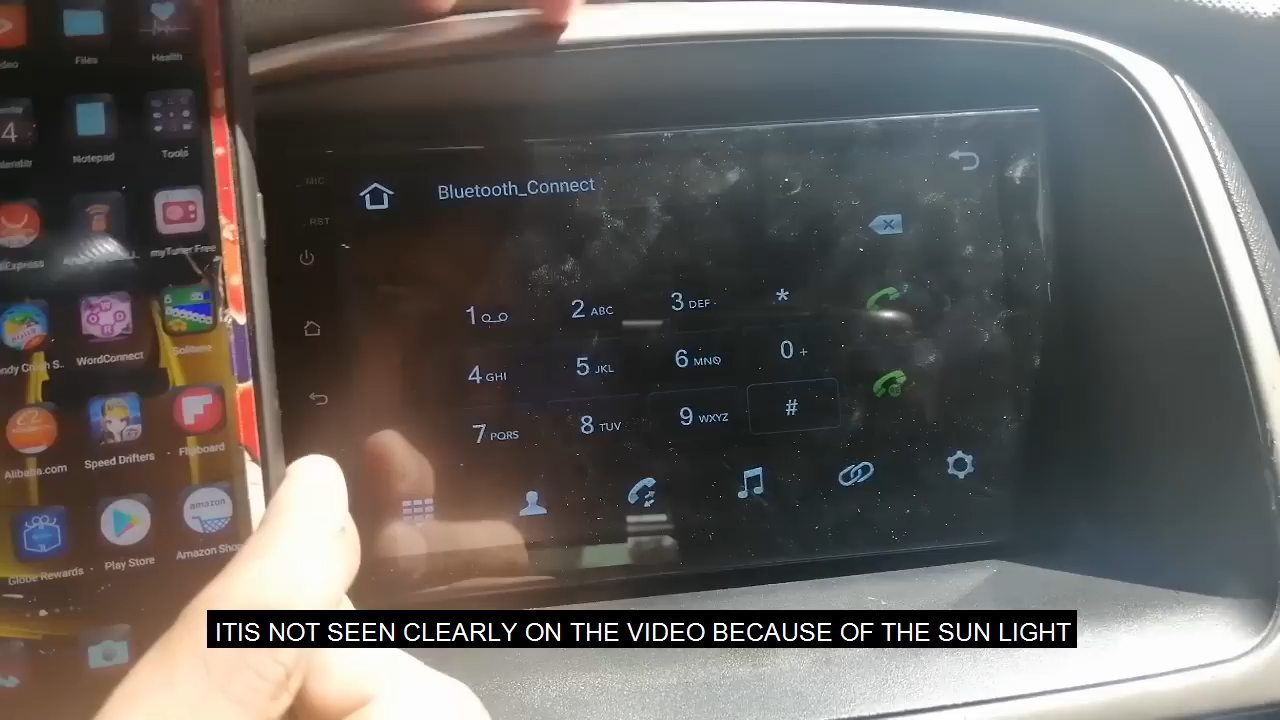 Files
Health
4
Notepad
Tools
myTuner Free
WordConnect
Solitaire
Alibaba.com
Speed Drifters
Flipboard
amazon
Globe Rewards
Play Store
Amazon Shop
MIC
RST
Bluetooth_Connect
1
2 ABC
3 DEF
*
4 GHI
5 JKL
6 MNO
0 +
7 PQRS
8 TUV
9 WXYZ
#
ITIS NOT SEEN CLEARLY ON THE VIDEO BECAUSE OF THE SUN LIGHT